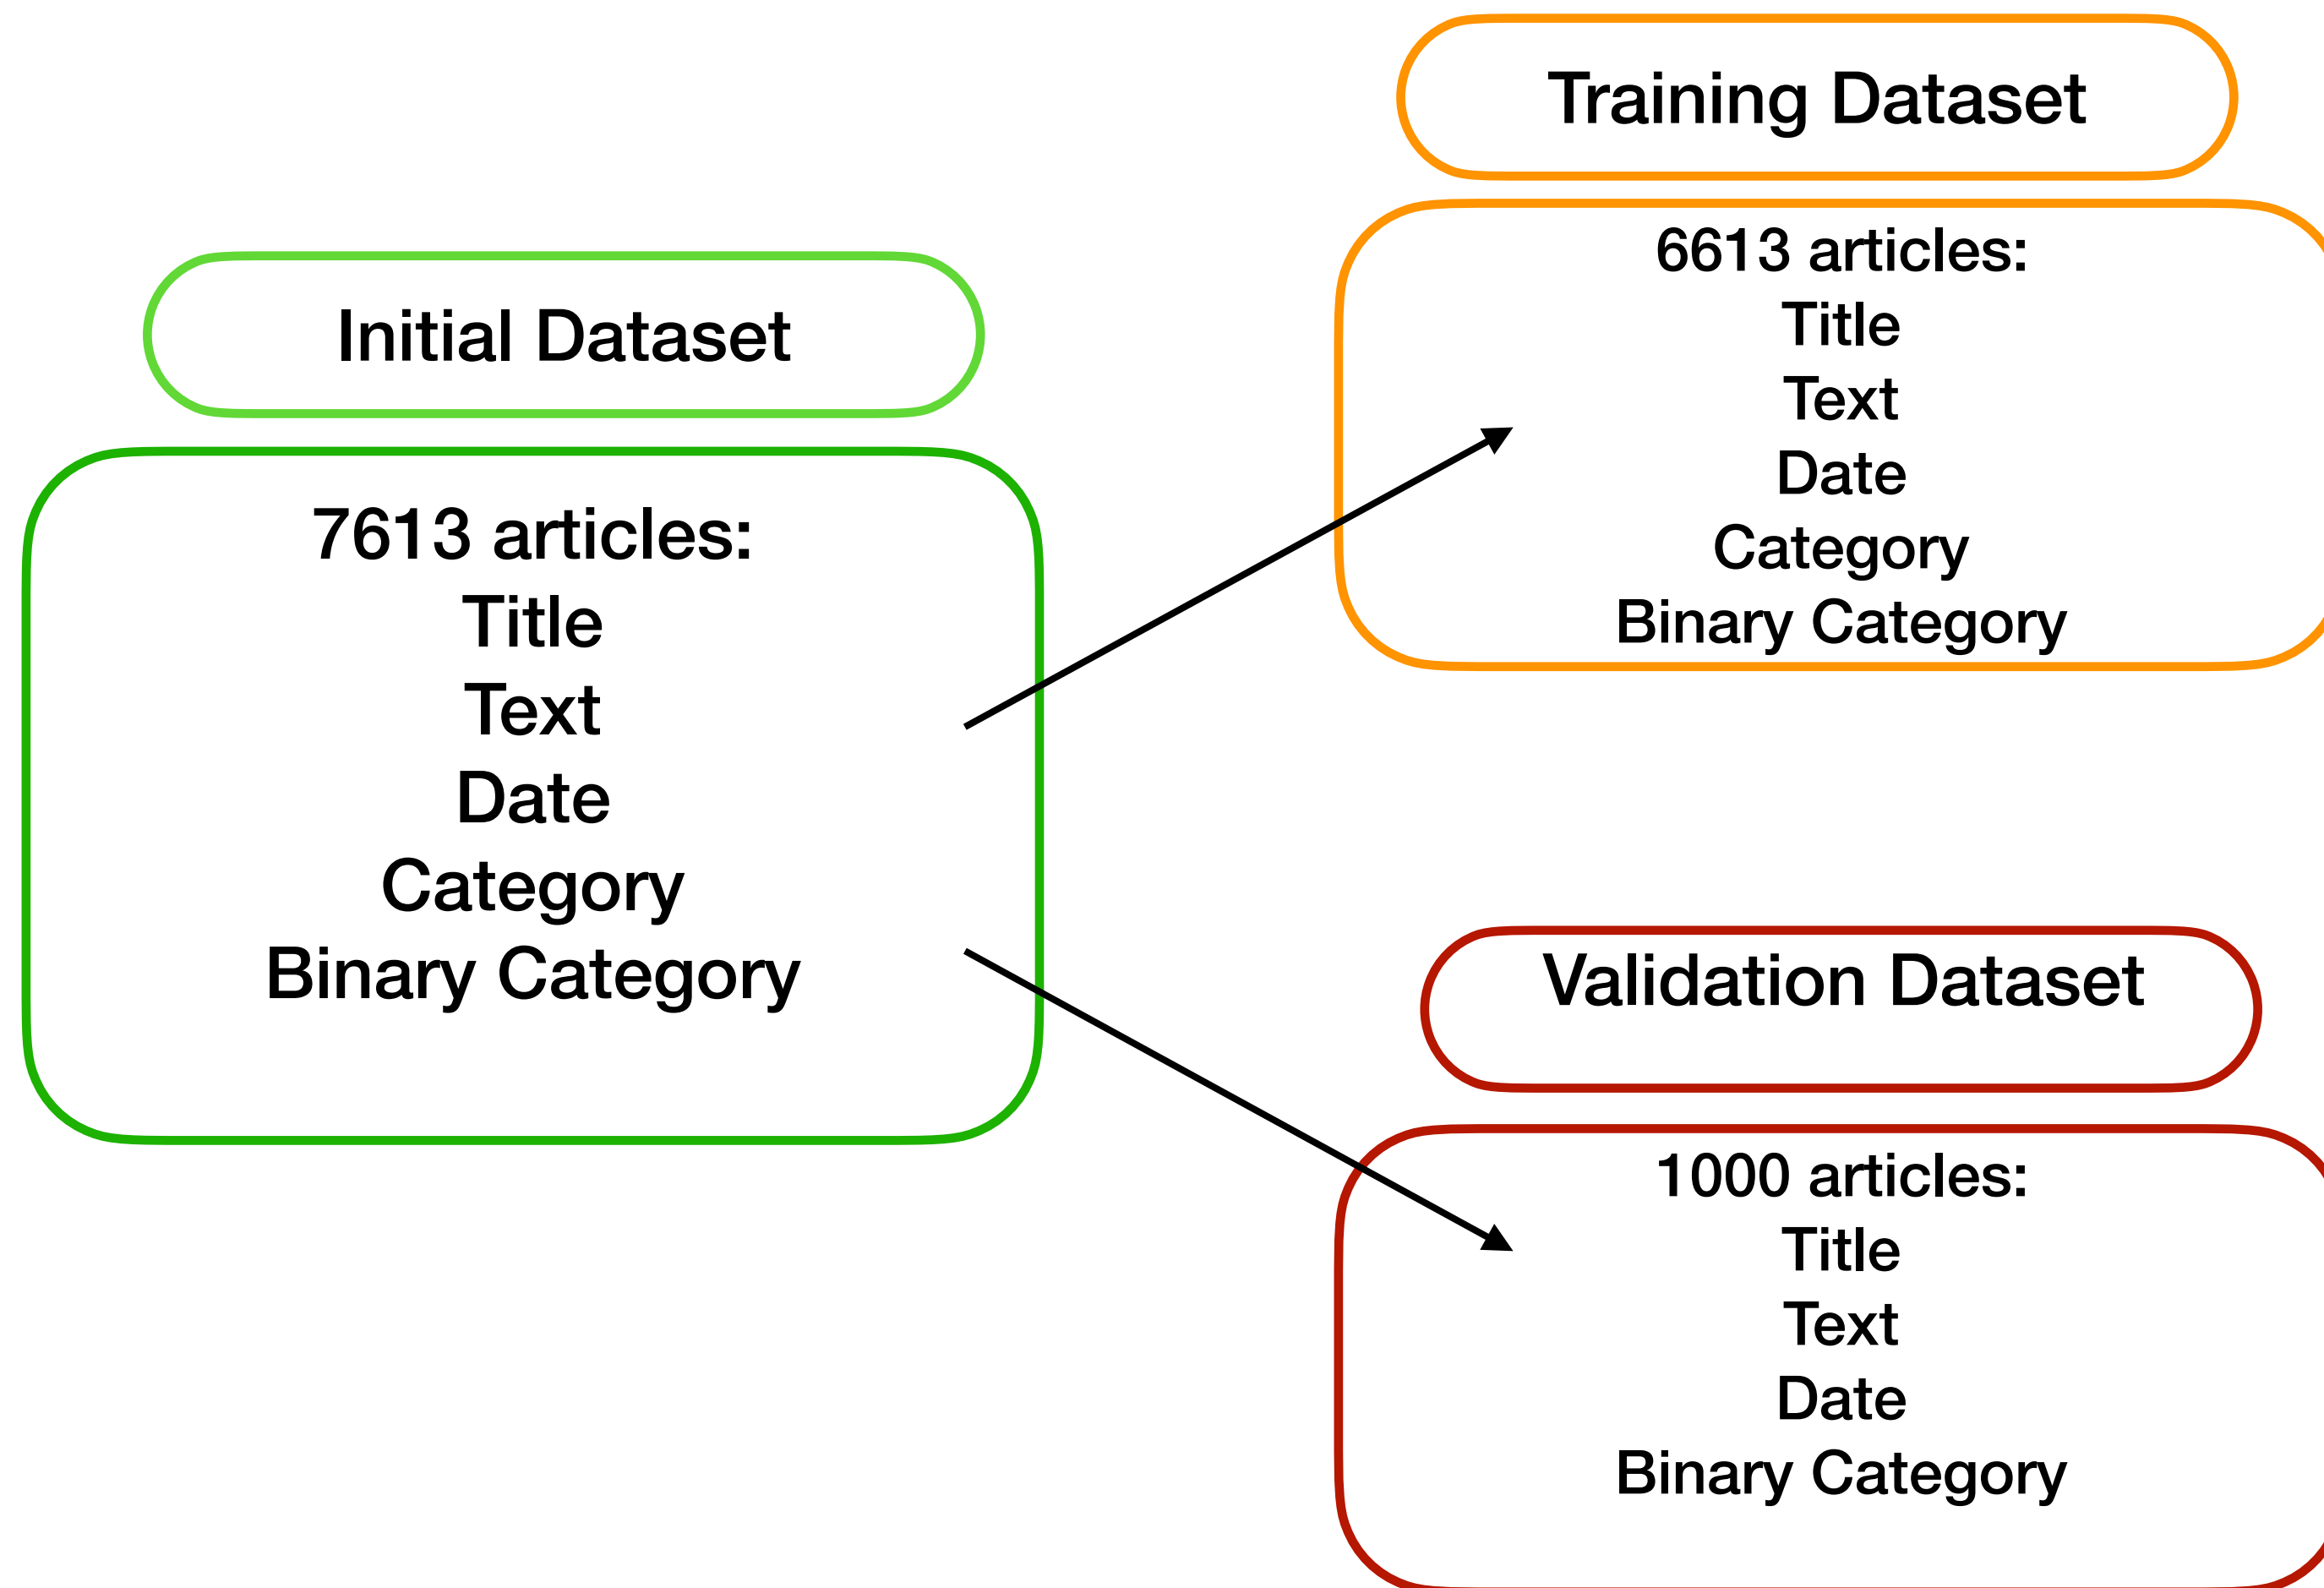 Initial Dataset
7613 articles:
Title
Text
Date
Category
Binary Category
Training Dataset
6613 articles:
Title
Text
Date
Category
Binary Category
Validation Dataset
1000 articles:
Title
Text
Date
Binary Category